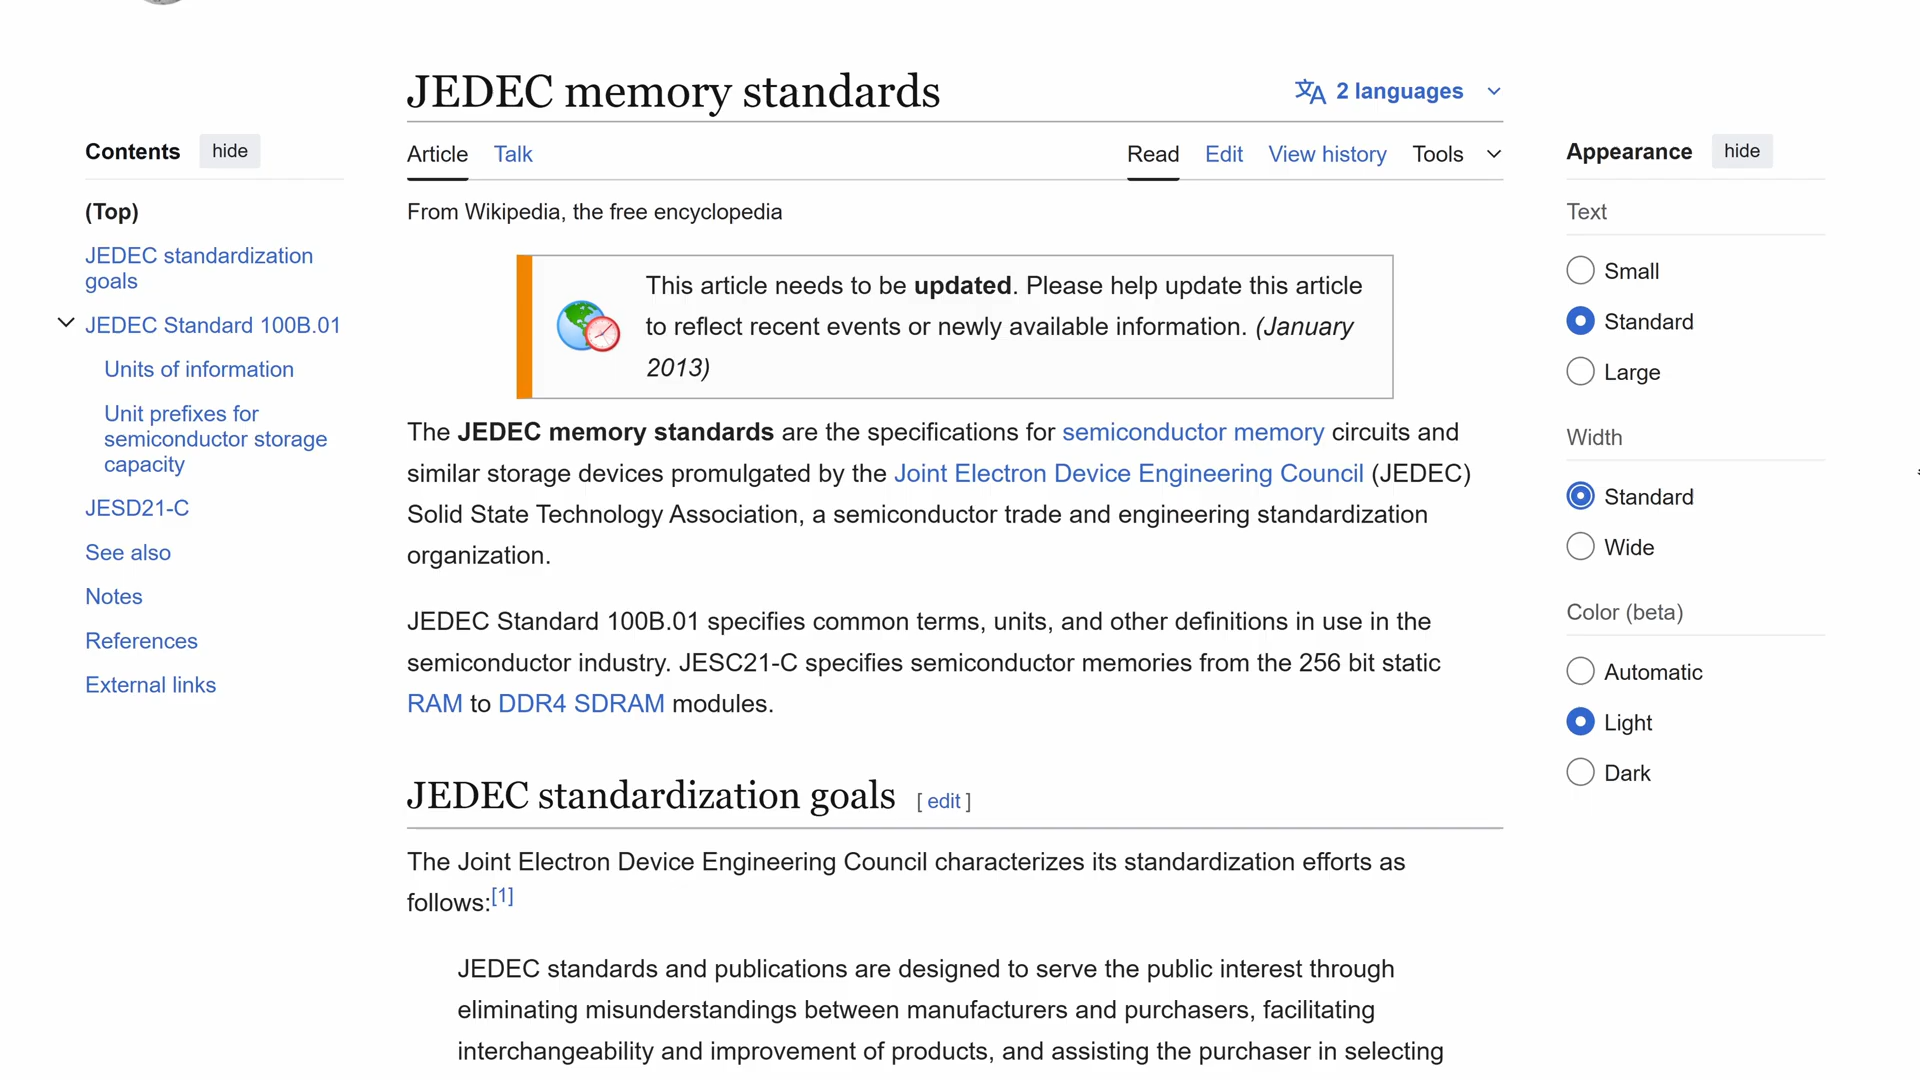 JEDEC memory standards
2 languages
Contents hide
Article Talk
Read Edit View history Tools
Appearance hide
(Top)
JEDEC standardization
goals
JEDEC Standard 100B.01
Units of information
Unit prefixes for
semiconductor storage
capacity
JESD21-C
See also
Notes
References
External links
From Wikipedia, the free encyclopedia
This article needs to be updated. Please help update this article
to reflect recent events or newly available information. (January
2013)
The JEDEC memory standards are the specifications for semiconductor memory circuits and
similar storage devices promulgated by the Joint Electron Device Engineering Council (JEDEC)
Solid State Technology Association, a semiconductor trade and engineering standardization
organization.
JEDEC Standard 100B.01 specifies common terms, units, and other definitions in use in the
semiconductor industry. JESC21-C specifies semiconductor memories from the 256 bit static
RAM to DDR4 SDRAM modules.
JEDEC standardization goals [ edit ]
The Joint Electron Device Engineering Council characterizes its standardization efforts as
follows:[1]
JEDEC standards and publications are designed to serve the public interest through
eliminating misunderstandings between manufacturers and purchasers, facilitating
interchangeability and improvement of products, and assisting the purchaser in selecting
Text
Small
Standard
Large
Width
Standard
Wide
Color (beta)
Automatic
Light
Dark